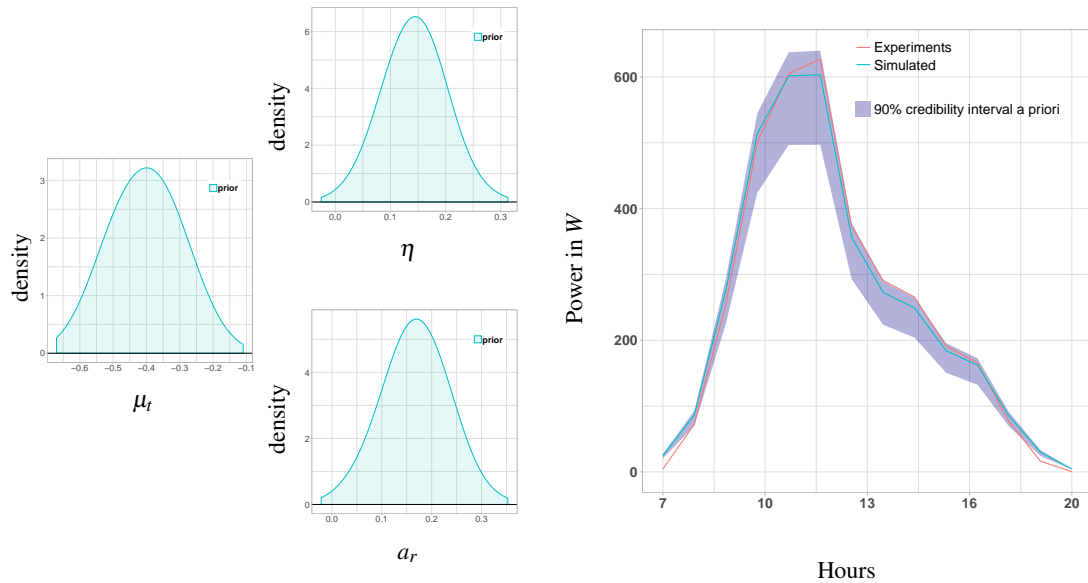 density
3
2
1
0
prior
−0.6
−0.5
−0.4
−0.3
−0.2
−0.1
μt
density
6
4
2
0
prior
0.0
0.1
0.2
0.3
η
density
4
2
0
prior
0.0
0.1
0.2
0.3
ar
Power in W
600
400
200
0
Experiments
Simulated
90% credibility interval a priori
7
10
13
16
20
Hours